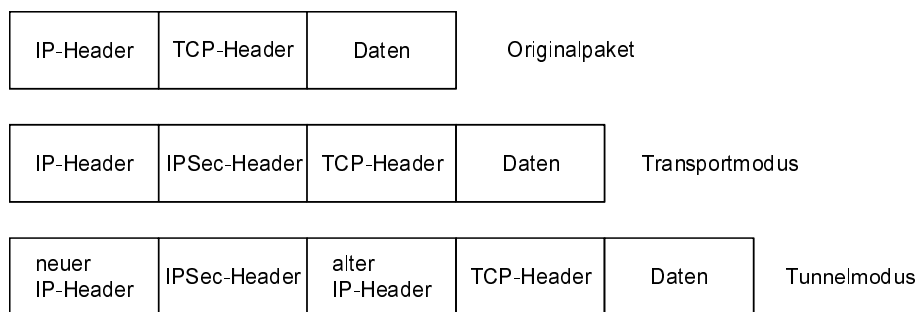 IP-Header TCP-Header Daten Originalpaket
IP-Header IPSec-Header TCP-Header Daten Transportmodus
neuer
IP-Header IPSec-Header alter
IP-Header TCP-Header Daten Tunnelmodus